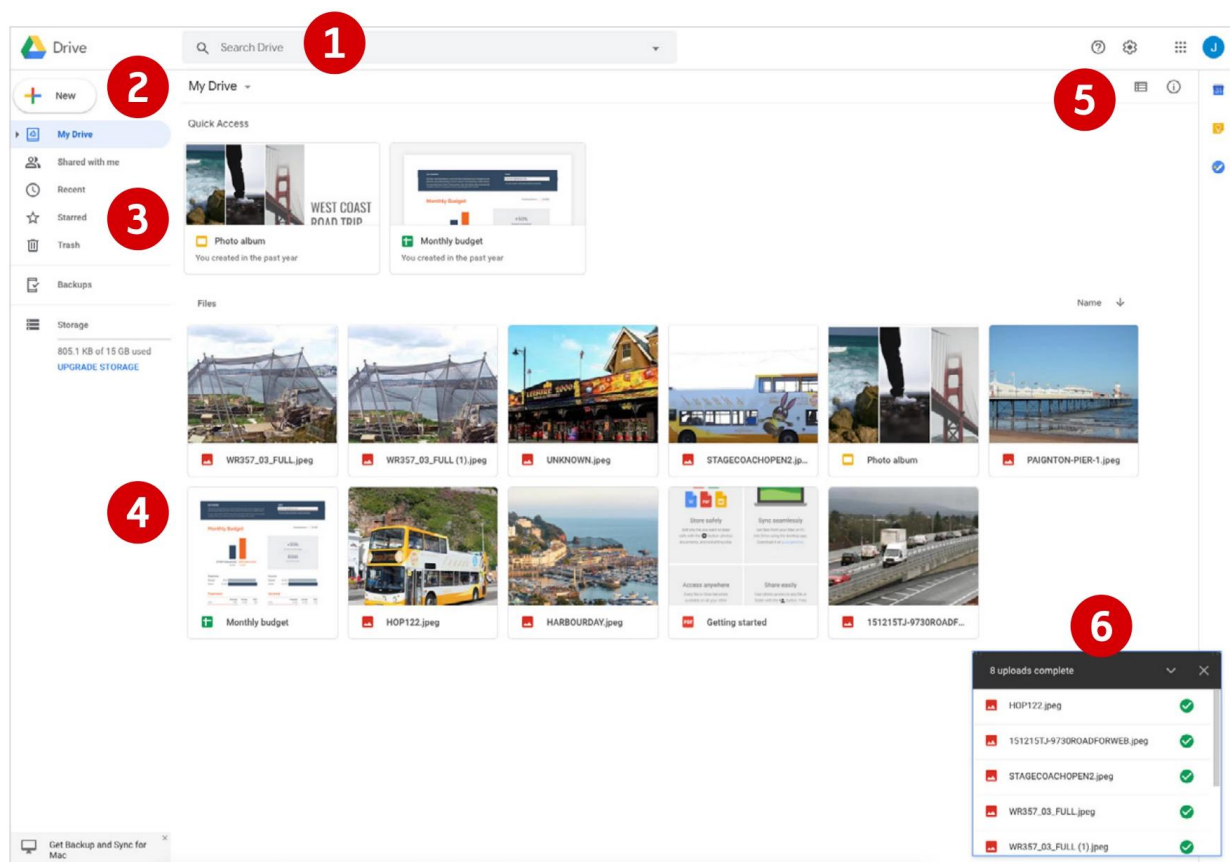 Drive
Search Drive
1
J
New
2
My Drive
5
31
My Drive
Shared with me
Recent
Starred
Trash
3
Backups
Storage
805.1 KB of 15 GB used
UPGRADE STORAGE
Quick Access
WEST COAST
ROAD TRIP
Monthly Budget
Photo album
You created in the past year
Monthly budget
You created in the past year
Files
Name
LEISURE 2000
WR357_03_FULL.jpeg
WR357_03_FULL (1).jpeg
UNKNOWN.jpeg
STAGECOACHOPEN2.jp...
Photo album
PAIGNTON-PIER-1.jpeg
4
Monthly Budget
Store safely
Sync seamlessly
Access anywhere
Share easily
Monthly budget
HOP122.jpeg
HARBOURDAY.jpeg
PDF
Getting started
151215TJ-9730ROADF...
6
8 uploads complete
HOP122.jpeg
151215TJ-9730ROADFORWEB.jpeg
STAGECOACHOPEN2.jpeg
WR357_03_FULL.jpeg
WR357_03_FULL (1).jpeg
Get Backup and Sync for
Mac